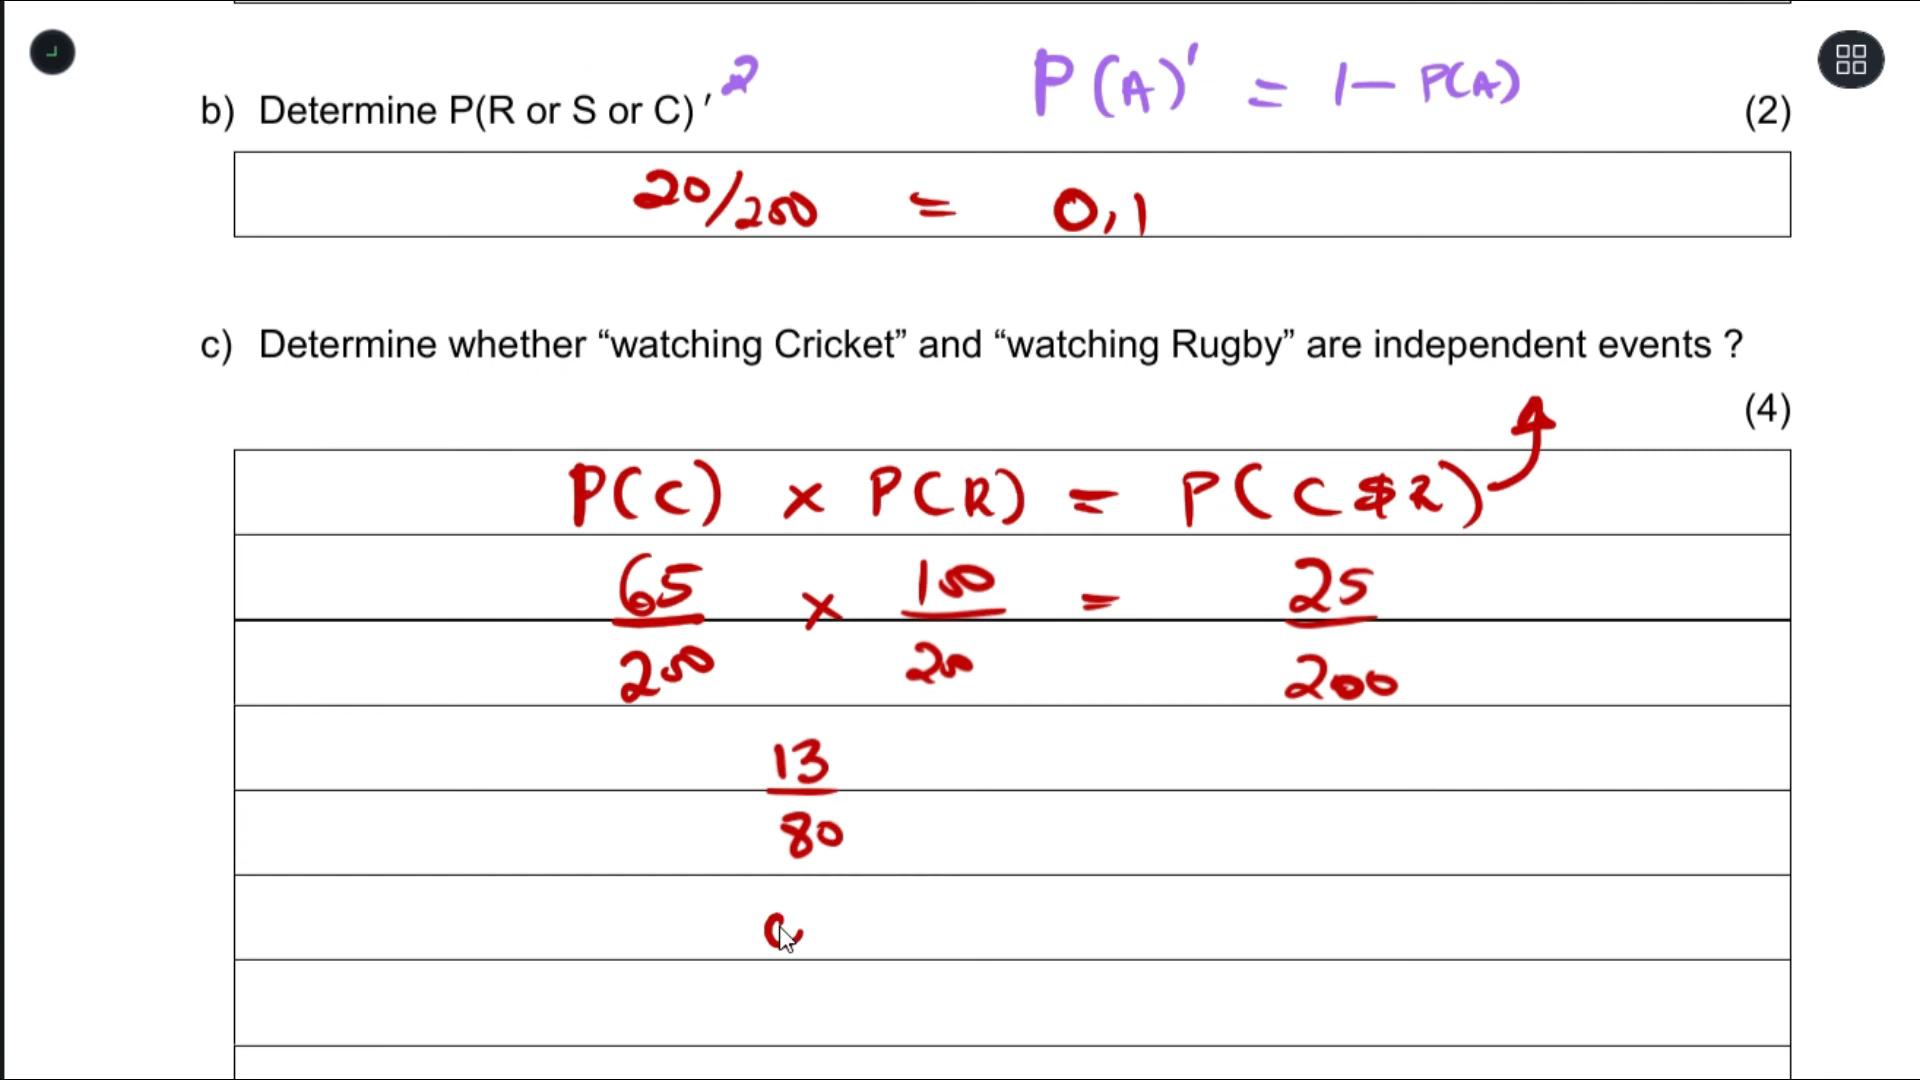 b) Determine P(R or S or C)′ ? P(A)' = 1 - P(A) (2)
20/200 = 0,1
c) Determine whether “watching Cricket” and “watching Rugby” are independent events ?
(4)
P(C) × P(R) = P(C & R)
65/200 × 100/200 = 25/200
13/80